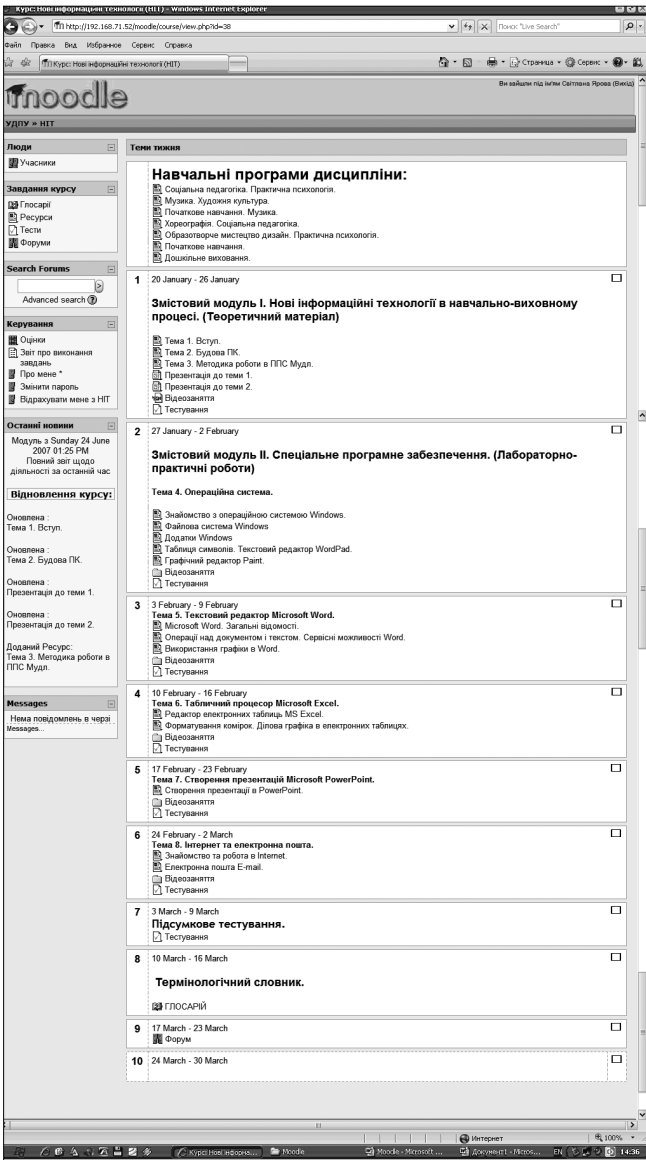 Курс: Нові інформаційні технології (НІТ) - Windows Internet Explorer
http://192.168.71.52/moodle/course/view.php?id=38
Поиск "Live Search"
Файл Правка Вид Избранное Сервис Справка
Курс: Нові інформаційні технології (НІТ)
Страница Сервис
moodle
Ви зайшли під ім'ям Світлана Ярова (Вихід)
УДПУ » НІТ
Люди
Учасники
Завдання курсу
Глосарії
Ресурси
Тести
Форуми
Search Forums
Advanced search
Керування
Оцінки
Звіт про виконання
завдань
Про мене *
Змінити пароль
Відрахувати мене з НІТ
Останні новини
Модуль з Sunday 24 June
2007 01:25 PM
Повний звіт щодо
діяльності за останній час
Відновлення курсу:
Оновлена :
Тема 1. Вступ.
Оновлена :
Тема 2. Будова ПК.
Оновлена :
Презентація до теми 1.
Оновлена :
Презентація до теми 2.
Доданий Ресурс:
Тема 3. Методика роботи в
ППС Мудл.
Messages
Нема повідомлень в черзі
Messages...
Теми тижня
Навчальні програми дисципліни:
Соціальна педагогіка. Практична психологія.
Музика. Художня культура.
Початкове навчання. Музика.
Хореографія. Соціальна педагогіка.
Образотворче мистецтво дизайн. Практична психологія.
Початкове навчання.
Дошкільне виховання.
1 20 January - 26 January
Змістовий модуль I. Нові інформаційні технології в навчально-виховному
процесі. (Теоретичний матеріал)
Тема 1. Вступ.
Тема 2. Будова ПК.
Тема 3. Методика роботи в ППС Мудл.
Презентація до теми 1.
Презентація до теми 2.
Відеозаняття
Тестування
2 27 January - 2 February
Змістовий модуль II. Спеціальне програмне забезпечення. (Лабораторно-
практичні роботи)
Тема 4. Операційна система.
Знайомство з операційною системою Windows.
Файлова система Windows
Додатки Windows
Таблиця символів. Текстовий редактор WordPad.
Графічний редактор Paint.
Відеозаняття
Тестування
3 3 February - 9 February
Тема 5. Текстовий редактор Microsoft Word.
Microsoft Word. Загальні відомості.
Операції над документом і текстом. Сервісні можливості Word.
Використання графіки в Word.
Відеозаняття
Тестування
4 10 February - 16 February
Тема 6. Табличний процесор Microsoft Excel.
Редактор електронних таблиць MS Excel.
Форматування комірок. Ділова графіка в електронних таблицях.
Відеозаняття
Тестування
5 17 February - 23 February
Тема 7. Створення презентацій Microsoft PowerPoint.
Створення презентації в PowerPoint.
Відеозаняття
Тестування
6 24 February - 2 March
Тема 8. Інтернет та електронна пошта.
Знайомство та робота в Internet.
Електронна пошта E-mail.
Відеозаняття
Тестування
7 3 March - 9 March
Підсумкове тестування.
Тестування
8 10 March - 16 March
Термінологічний словник.
ГЛОСАРІЙ
9 17 March - 23 March
Форум
10 24 March - 30 March
Интернет 100%
Курс: Нові інформа... Moodle Moodle - Microsoft ... Документ1 - Micros... EN 14:36